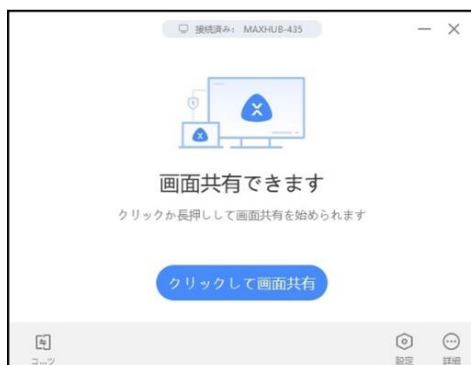 接続済み: MAXHUB-435
画面共有できます
クリックか長押しして画面共有を始められます
クリックして画面共有
コ...ツ
設定
詳細